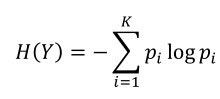 H(Y) = − ∑_{i=1}^{K} p_i log p_i